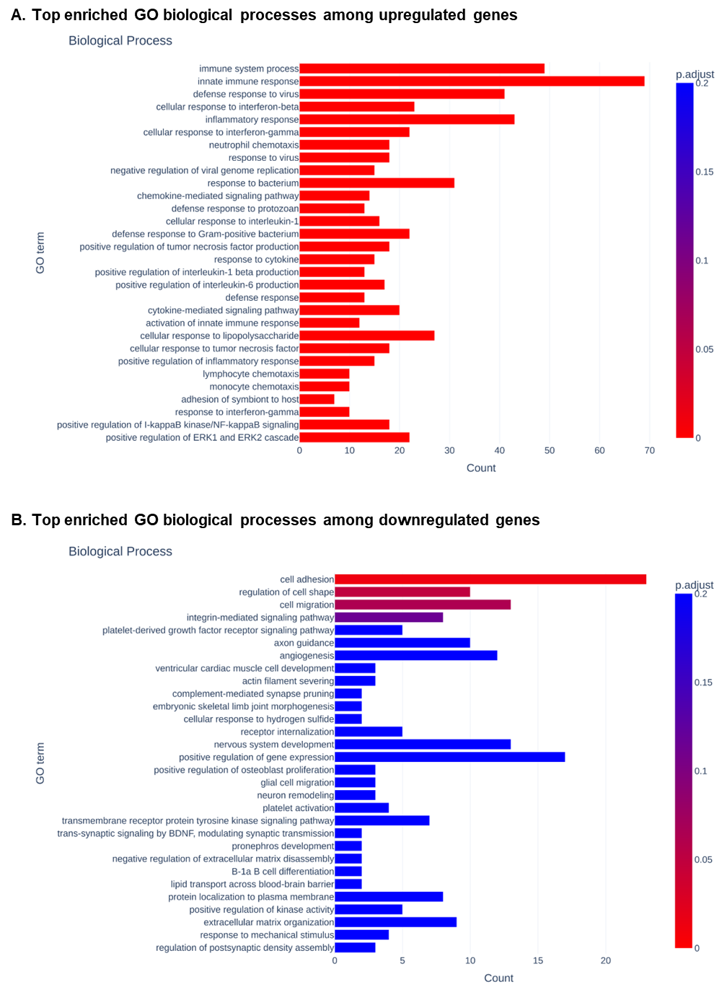 A. Top enriched GO biological processes among upregulated genes
Biological Process
p.adjust
immune system process
innate immune response
defense response to virus
cellular response to interferon-beta
inflammatory response
cellular response to interferon-gamma
neutrophil chemotaxis
response to virus
negative regulation of viral genome replication
response to bacterium
chemokine-mediated signaling pathway
defense response to protozoan
cellular response to interleukin-1
defense response to Gram-positive bacterium
positive regulation of tumor necrosis factor production
response to cytokine
positive regulation of interleukin-1 beta production
positive regulation of interleukin-6 production
defense response
cytokine-mediated signaling pathway
activation of innate immune response
cellular response to lipopolysaccharide
cellular response to tumor necrosis factor
positive regulation of inflammatory response
lymphocyte chemotaxis
monocyte chemotaxis
adhesion of symbiont to host
response to interferon-gamma
positive regulation of I-kappaB kinase/NF-kappaB signaling
positive regulation of ERK1 and ERK2 cascade
GO term
0 10 20 30 40 50 60 70
Count
0.2
0.15
0.1
0.05
0
B. Top enriched GO biological processes among downregulated genes
Biological Process
p.adjust
cell adhesion
regulation of cell shape
cell migration
integrin-mediated signaling pathway
platelet-derived growth factor receptor signaling pathway
axon guidance
angiogenesis
ventricular cardiac muscle cell development
actin filament severing
complement-mediated synapse pruning
embryonic skeletal limb joint morphogenesis
cellular response to hydrogen sulfide
receptor internalization
nervous system development
positive regulation of gene expression
positive regulation of osteoblast proliferation
glial cell migration
neuron remodeling
platelet activation
transmembrane receptor protein tyrosine kinase signaling pathway
trans-synaptic signaling by BDNF, modulating synaptic transmission
pronephros development
negative regulation of extracellular matrix disassembly
B-1a B cell differentiation
lipid transport across blood-brain barrier
protein localization to plasma membrane
positive regulation of kinase activity
extracellular matrix organization
response to mechanical stimulus
regulation of postsynaptic density assembly
GO term
0 5 10 15 20
Count
0.2
0.15
0.1
0.05
0